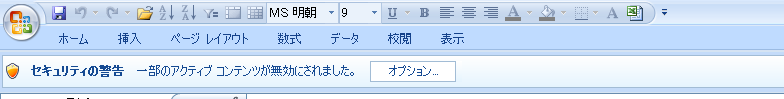 MS 明朝 9 U B A A
ホーム 挿入 ページ レイアウト 数式 データ 校閲 表示
セキュリティの警告 一部のアクティブ コンテンツが無効にされました。 オプション...